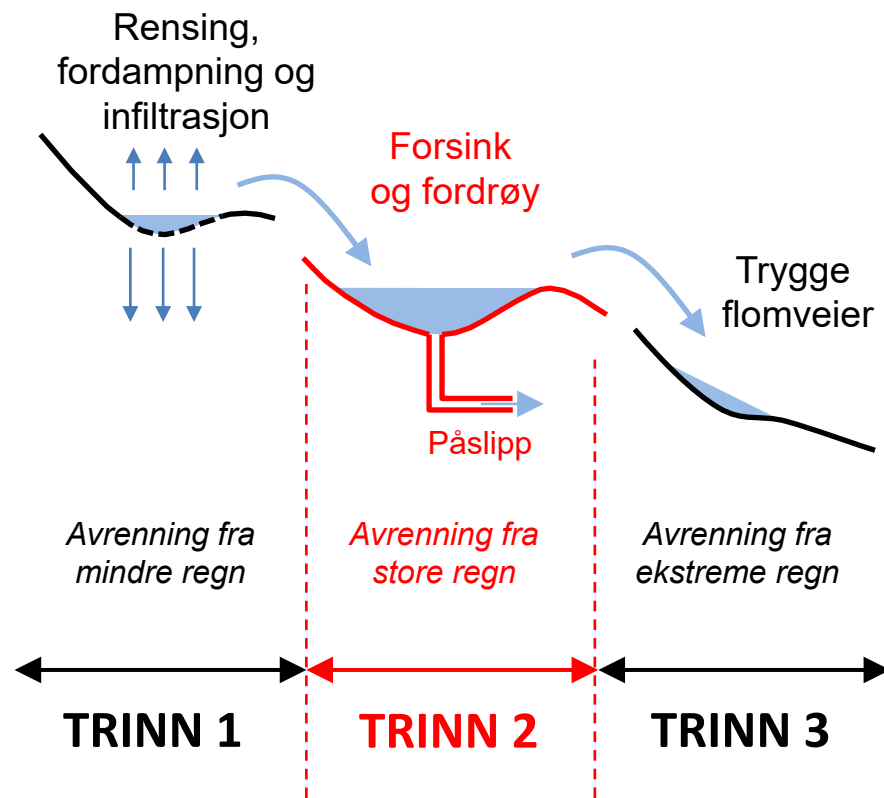 Rensing,
fordampning og
infiltrasjon
Forsink
og fordrøy
Trygge
flomveier
Påslipp
Avrenning fra
mindre regn
Avrenning fra
store regn
Avrenning fra
ekstreme regn
TRINN 1
TRINN 2
TRINN 3